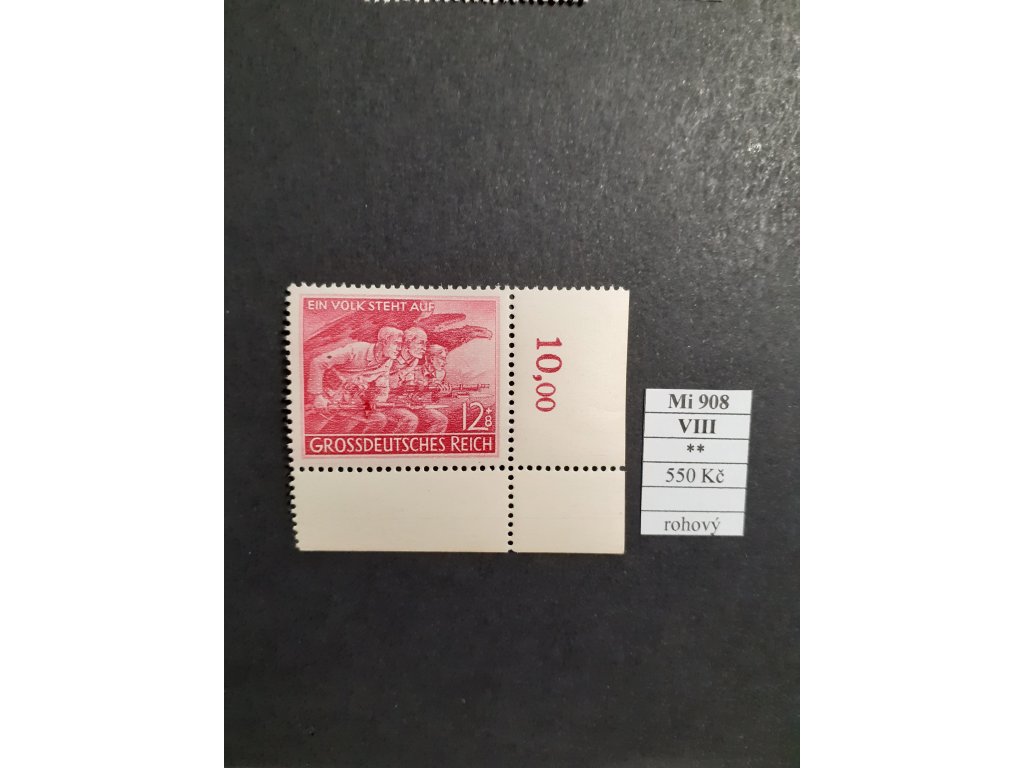 EIN VOLK STEHT AUF
12+8
GROSSDEUTSCHES REICH
10,00
Mi 908
VIII
**
550 Kč
rohový